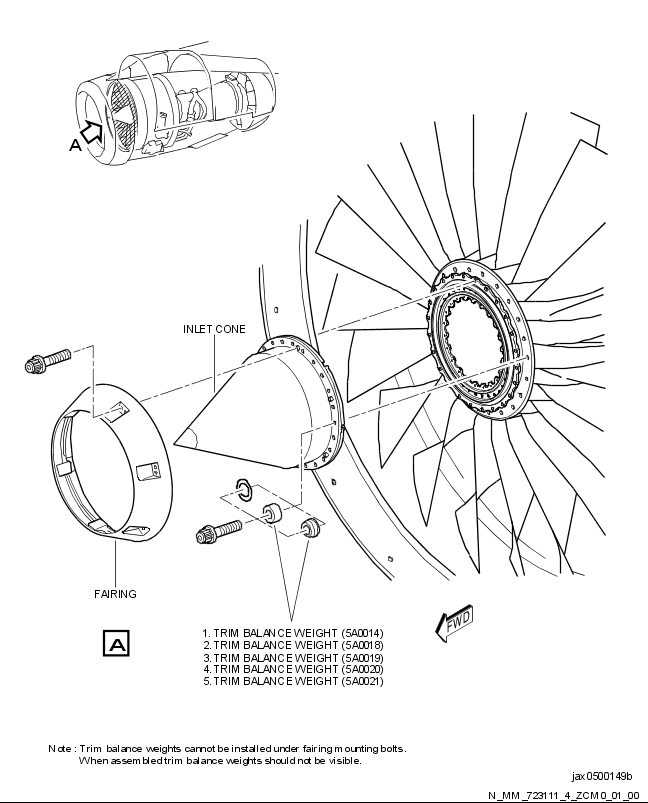 A
INLET CONE
FAIRING
A
FWD
1. TRIM BALANCE WEIGHT (5A0014)
2. TRIM BALANCE WEIGHT (5A0018)
3. TRIM BALANCE WEIGHT (5A0019)
4. TRIM BALANCE WEIGHT (5A0020)
5. TRIM BALANCE WEIGHT (5A0021)
Note : Trim balance weights cannot be installed under fairing mounting bolts.
When assembled trim balance weights should not be visible.
jax0500149b
N_MM_723111_4_ZCM0_01_00